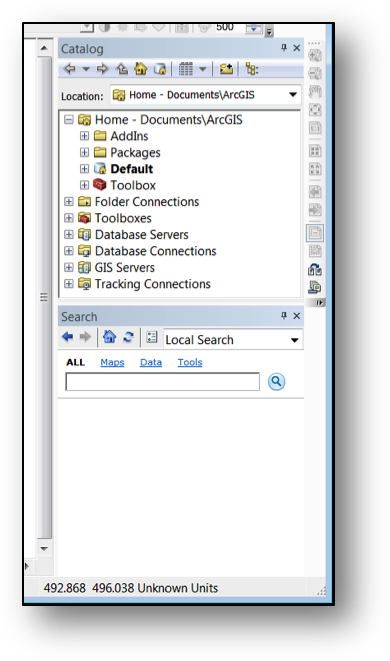 500
Catalog
Location: Home - Documents\ArcGIS
Home - Documents\ArcGIS
AddIns
Packages
Default
Toolbox
Folder Connections
Toolboxes
Database Servers
Database Connections
GIS Servers
Tracking Connections
Search
Local Search
ALL Maps Data Tools
492.868 496.038 Unknown Units